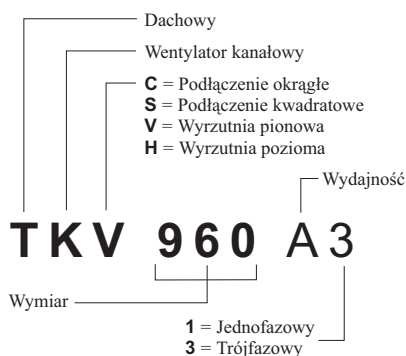 Dachowy
Wentylator kanałowy
C = Podłączenie okrągłe
S = Podłączenie kwadratowe
V = Wyrzutnia pionowa
H = Wyrzutnia pozioma
Wydajność
TKV 960 A3
Wymiar
1 = Jednofazowy
3 = Trójfazowy